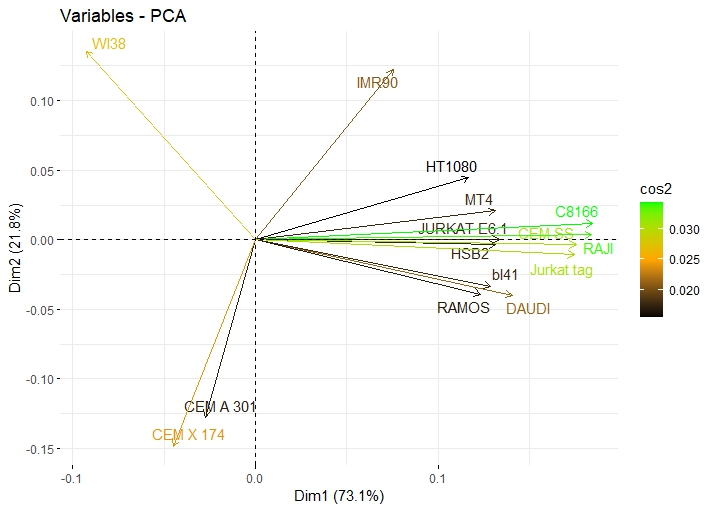 Variables - PCA
WI38
IMR90
HT1080
MT4
C8166
JURKAT E6.1
CEM SS
RAJI
HSB2
Jurkat tag
bl41
RAMOS
DAUDI
CEM A 301
CEM X 174
0.10
0.05
0.00
-0.05
-0.10
-0.15
Dim2 (21.8%)
-0.1
0.0
0.1
Dim1 (73.1%)
cos2
0.030
0.025
0.020